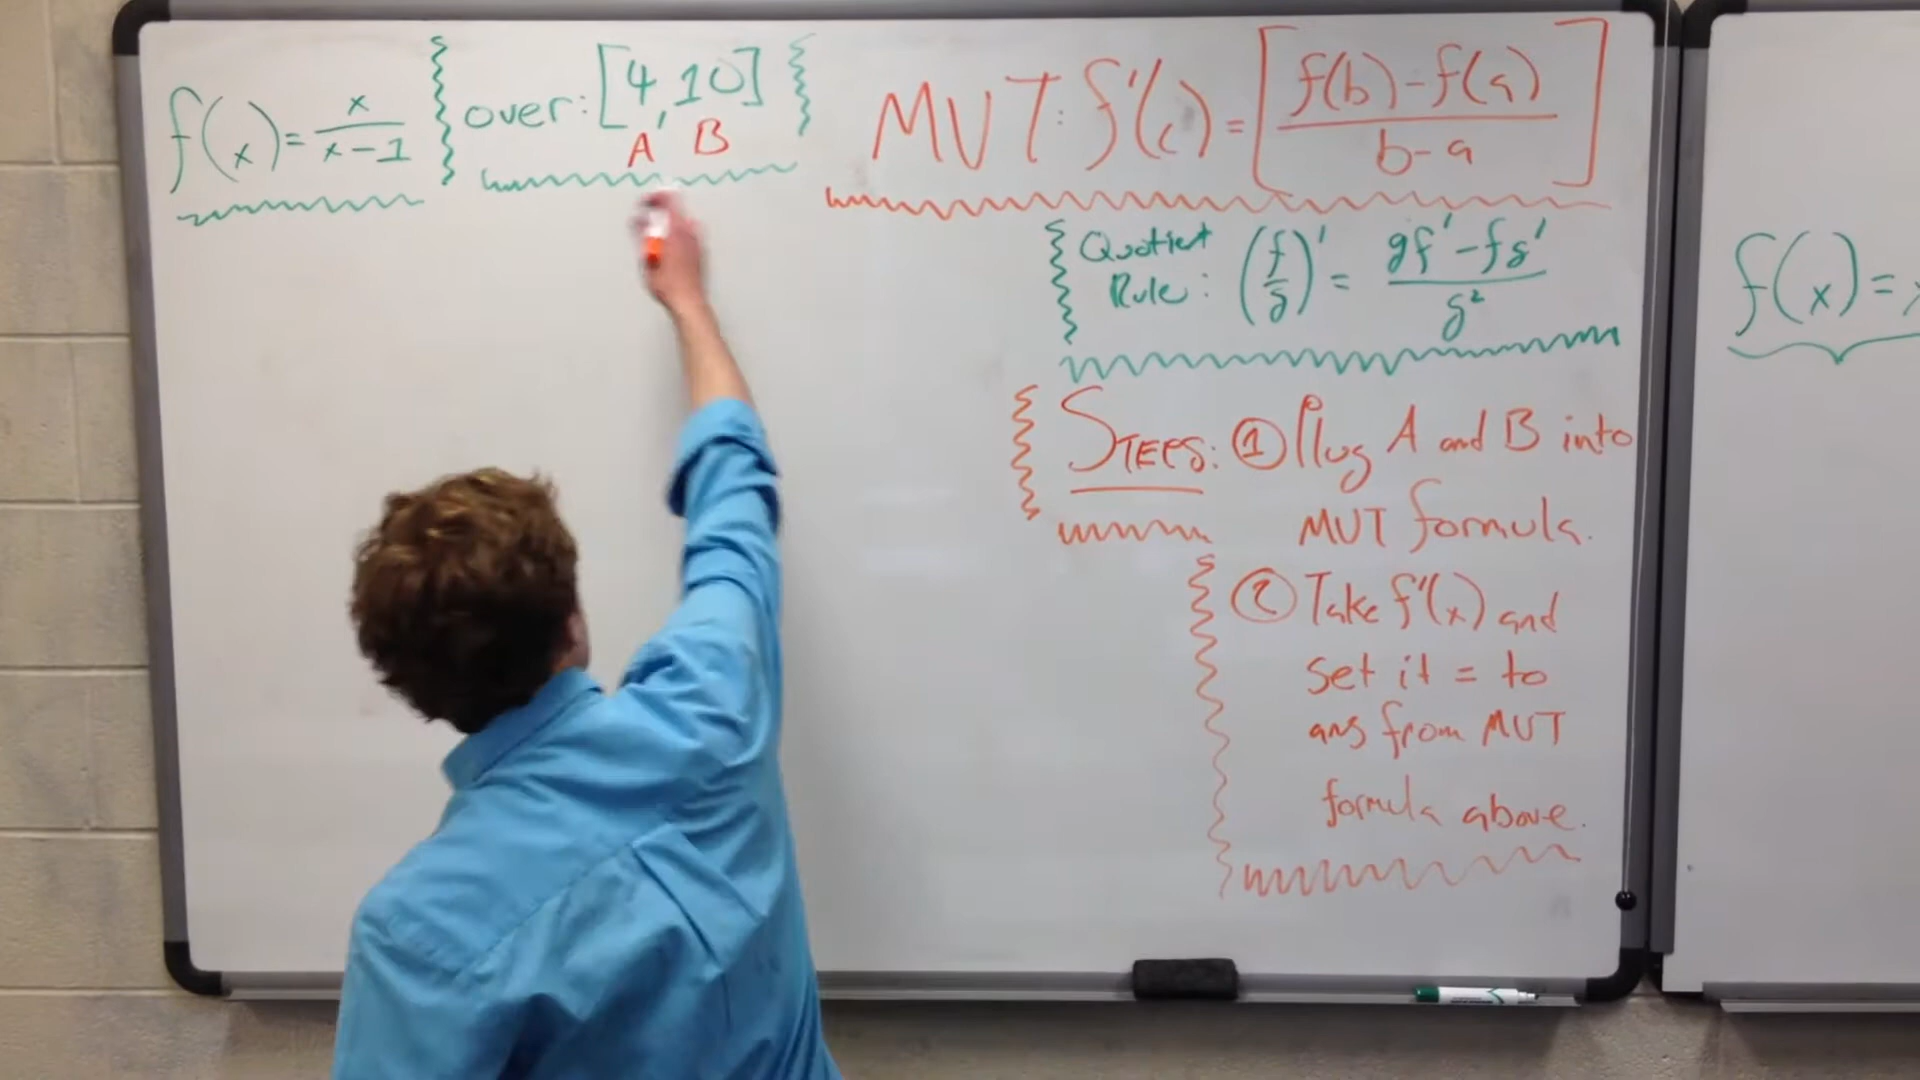 f(x) = x / x-1
over: [4, 10]
A B
MVT: f'(c) = [f(b) - f(a) / b - a]
Quotient Rule: (f/g)' = gf' - fg' / g²
STEPS: ① Plug A and B into
MVT formula.
② Take f'(x) and
set it = to
ans from MVT
formula above.
f(x) =